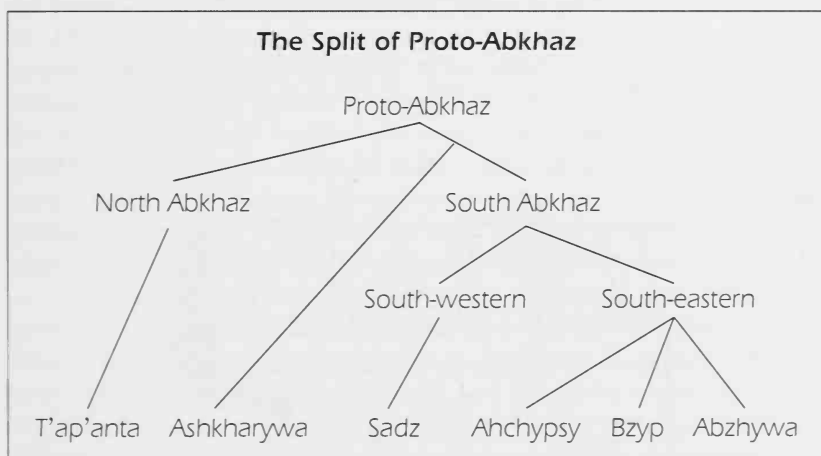 The Split of Proto-Abkhaz
Proto-Abkhaz
North Abkhaz South Abkhaz
South-western South-eastern
T'ap'anta Ashkharywa Sadz Ahchypsy Bzyp Abzhywa